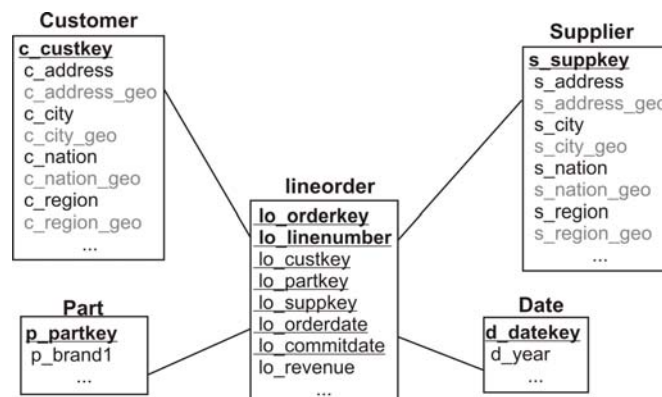 Customer
c_custkey
c_address
c_address_geo
c_city
c_city_geo
c_nation
c_nation_geo
c_region
c_region_geo
...
Supplier
s_suppkey
s_address
s_address_geo
s_city
s_city_geo
s_nation
s_nation_geo
s_region
s_region_geo
...
lineorder
lo_orderkey
lo_linenumber
lo_custkey
lo_partkey
lo_suppkey
lo_orderdate
lo_commitdate
lo_revenue
Part
p_partkey
p_brand1
...
Date
d_datekey
d_year
...